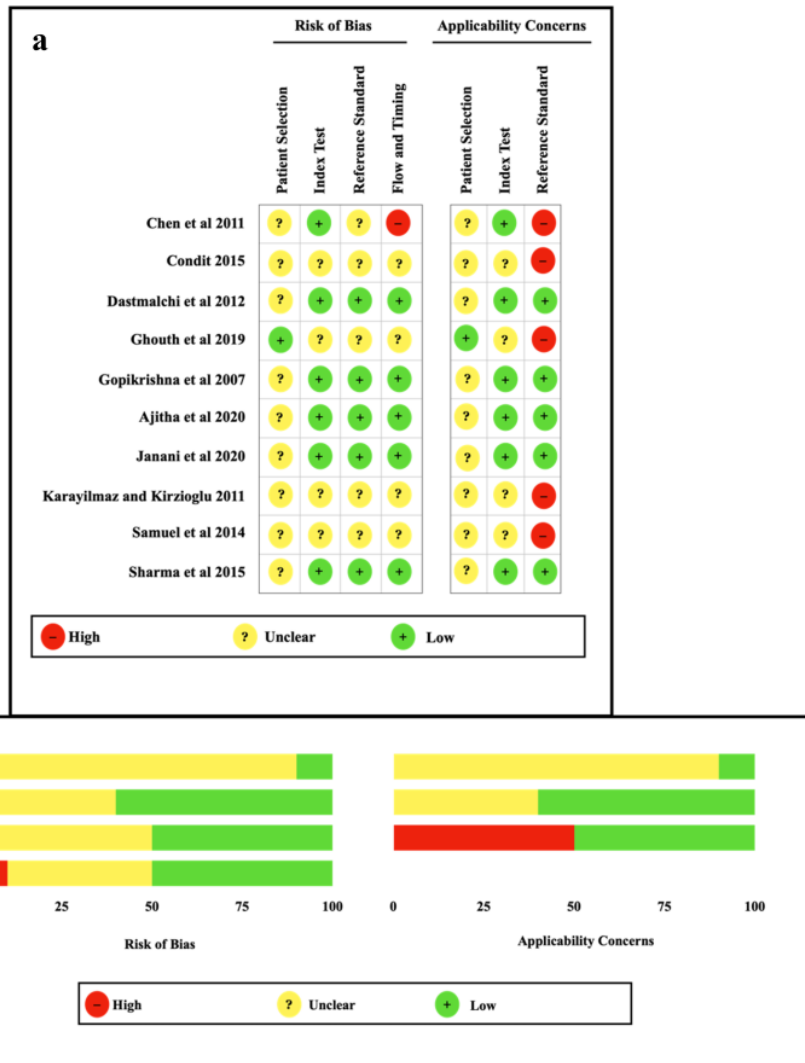 a
Risk of Bias
Applicability Concerns
Patient Selection
Index Test
Reference Standard
Flow and Timing
Patient Selection
Index Test
Reference Standard
Chen et al 2011 ? + ? − ? + −
Condit 2015 ? ? ? ? ? ? −
Dastmalchi et al 2012 ? + + + ? + +
Ghouth et al 2019 + ? ? ? + ? −
Gopikrishna et al 2007 ? + + + ? + +
Ajitha et al 2020 ? + + + ? + +
Janani et al 2020 ? + + + ? + +
Karayilmaz and Kirzioglu 2011 ? ? ? ? ? ? −
Samuel et al 2014 ? ? ? ? ? ? −
Sharma et al 2015 ? + + + ? + +
− High ? Unclear + Low
25 50 75 100 0 25 50 75 100
Risk of Bias
Applicability Concerns
− High ? Unclear + Low